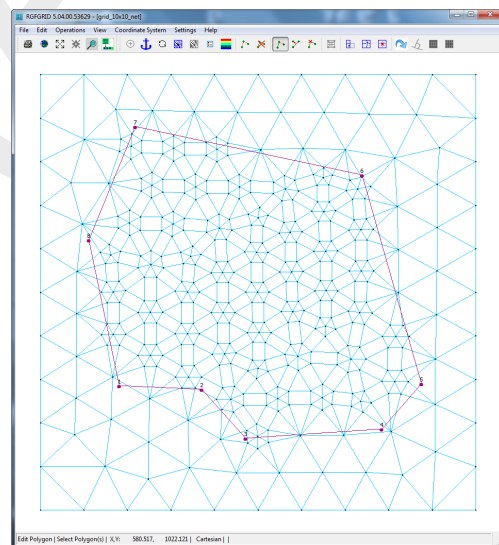 RGFGRID 5.04.00.53629 - [grid_10x10_net]
File Edit Operations View Coordinate System Settings Help
7
6
8
5
1
2
4
3
Edit Polygon | Select Polygon(s) | X,Y: 580.517, 1022.121 | Cartesian | |